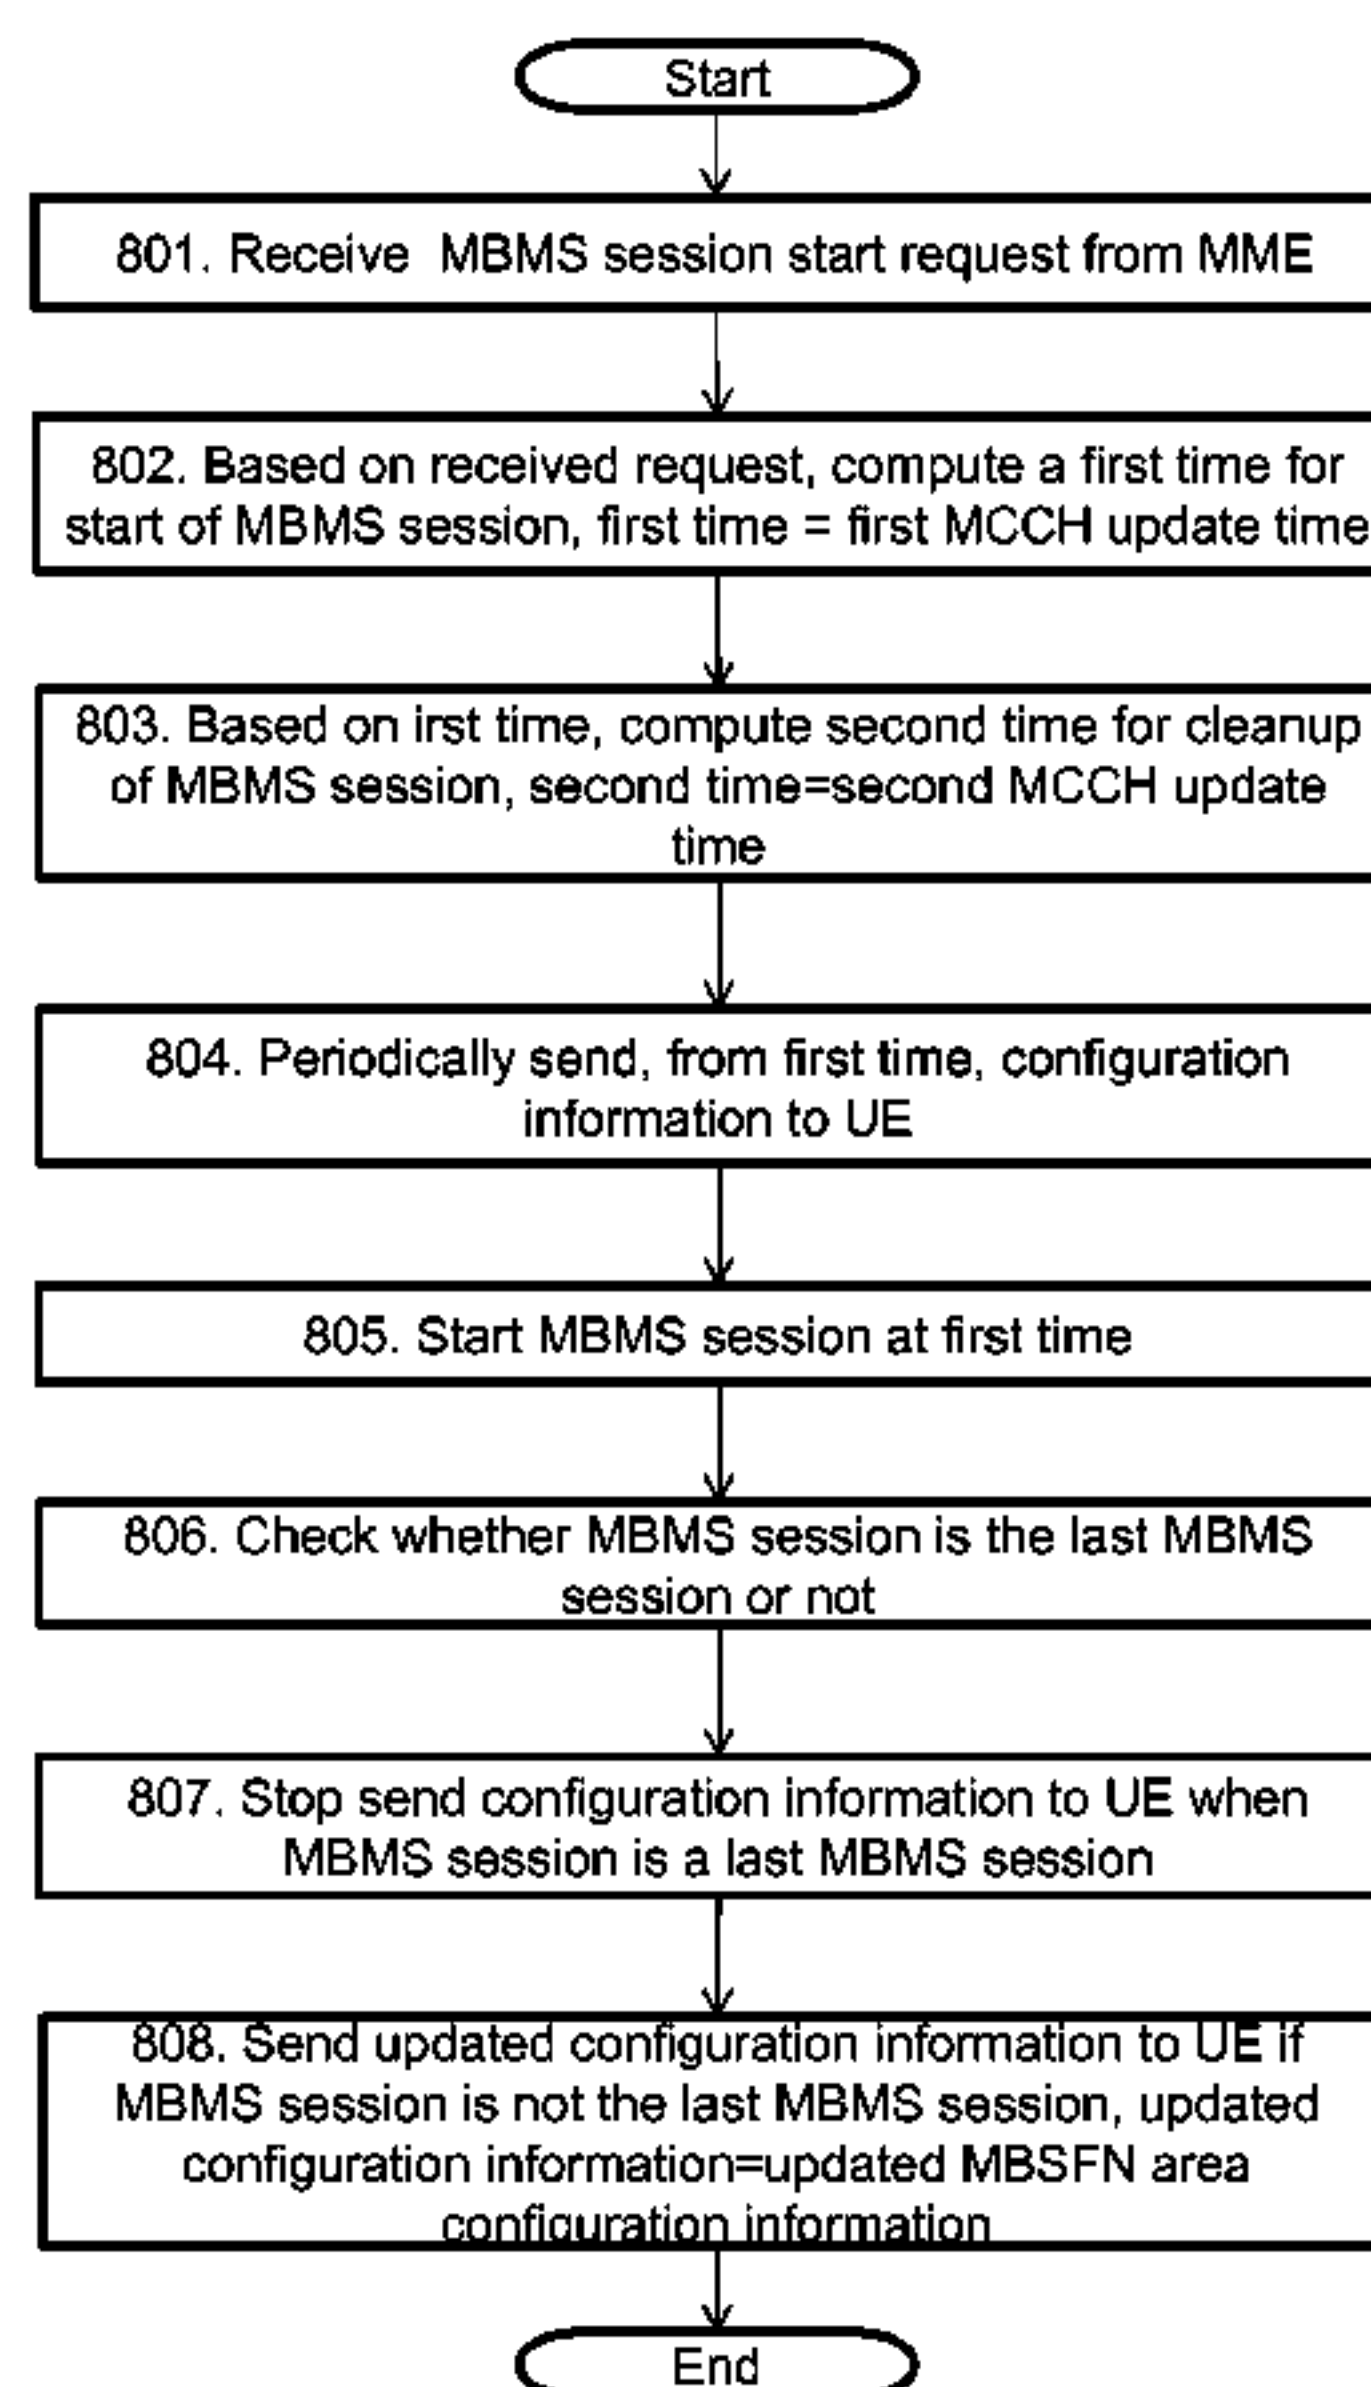 Start
801. Receive MBMS session start request from MME
802. Based on received request, compute a first time for
start of MBMS session, first time = first MCCH update time
803. Based on irst time, compute second time for cleanup
of MBMS session, second time=second MCCH update
time
804. Periodically send, from first time, configuration
information to UE
805. Start MBMS session at first time
806. Check whether MBMS session is the last MBMS
session or not
807. Stop send configuration information to UE when
MBMS session is a last MBMS session
808. Send updated configuration information to UE if
MBMS session is not the last MBMS session, updated
configuration information=updated MBSFN area
configuration information
End